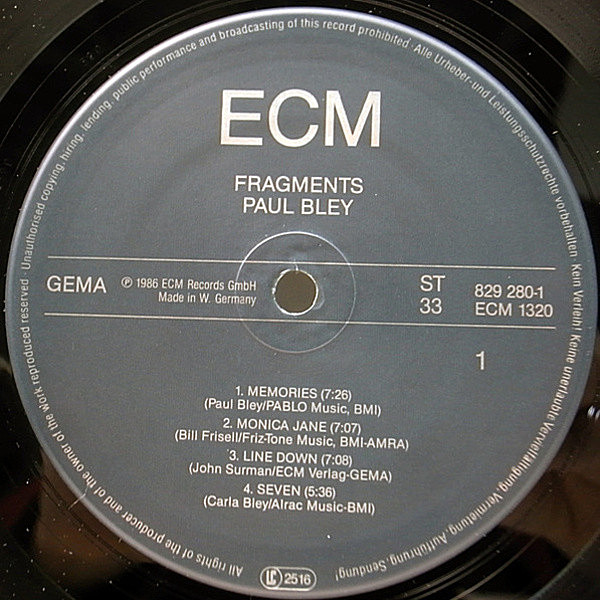 ECM
FRAGMENTS
PAUL BLEY
GEMA
℗ 1986 ECM Records GmbH
Made in W. Germany
ST
33
829 280-1
ECM 1320
1
1. MEMORIES (7:26)
(Paul Bley/PABLO Music, BMI)
2. MONICA JANE (7:07)
(Bill Frisell/Friz-Tone Music, BMI-AMRA)
3. LINE DOWN (7:08)
(John Surman/ECM Verlag-GEMA)
4. SEVEN (5:36)
(Carla Bley/Alrac Music-BMI)
All rights of the producer and of the owner of the work reproduced reserved · Unauthorised copying, hiring, lending, public performance and broadcasting of this record prohibited · Alle Urheber- und Leistungsschutzrechte vorbehalten · Kein Verleih! Keine unerlaubte Vervielfältigung, Vermietung, Aufführung, Sendung!
LC 2516